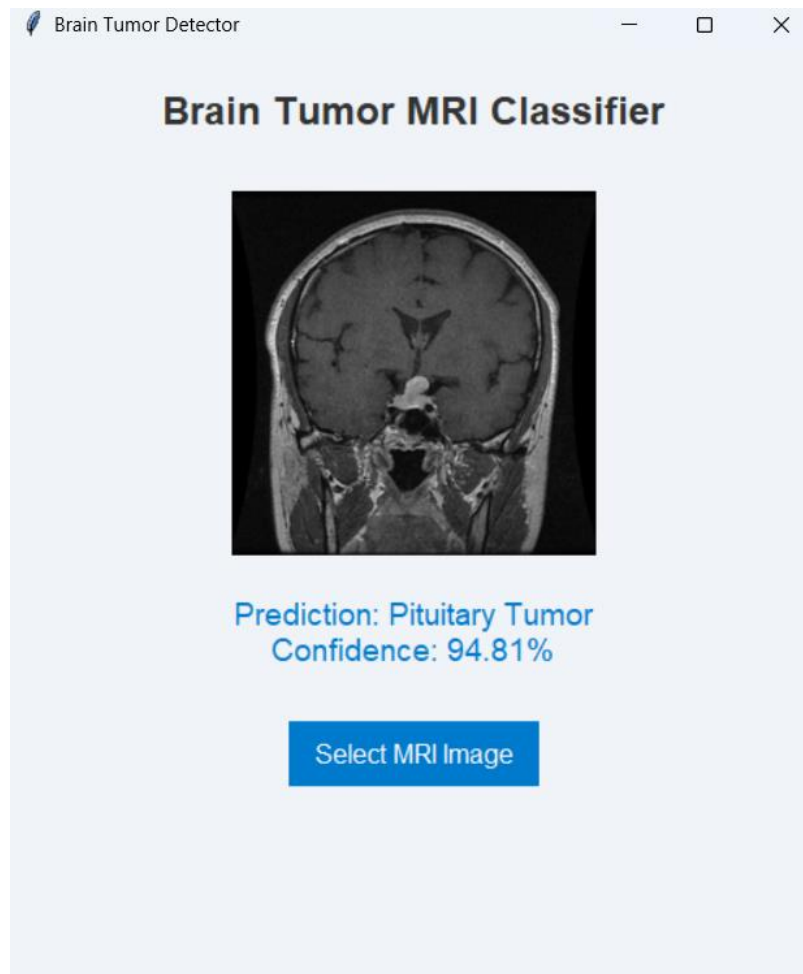 Brain Tumor Detector
Brain Tumor MRI Classifier
Prediction: Pituitary Tumor
Confidence: 94.81%
Select MRI Image